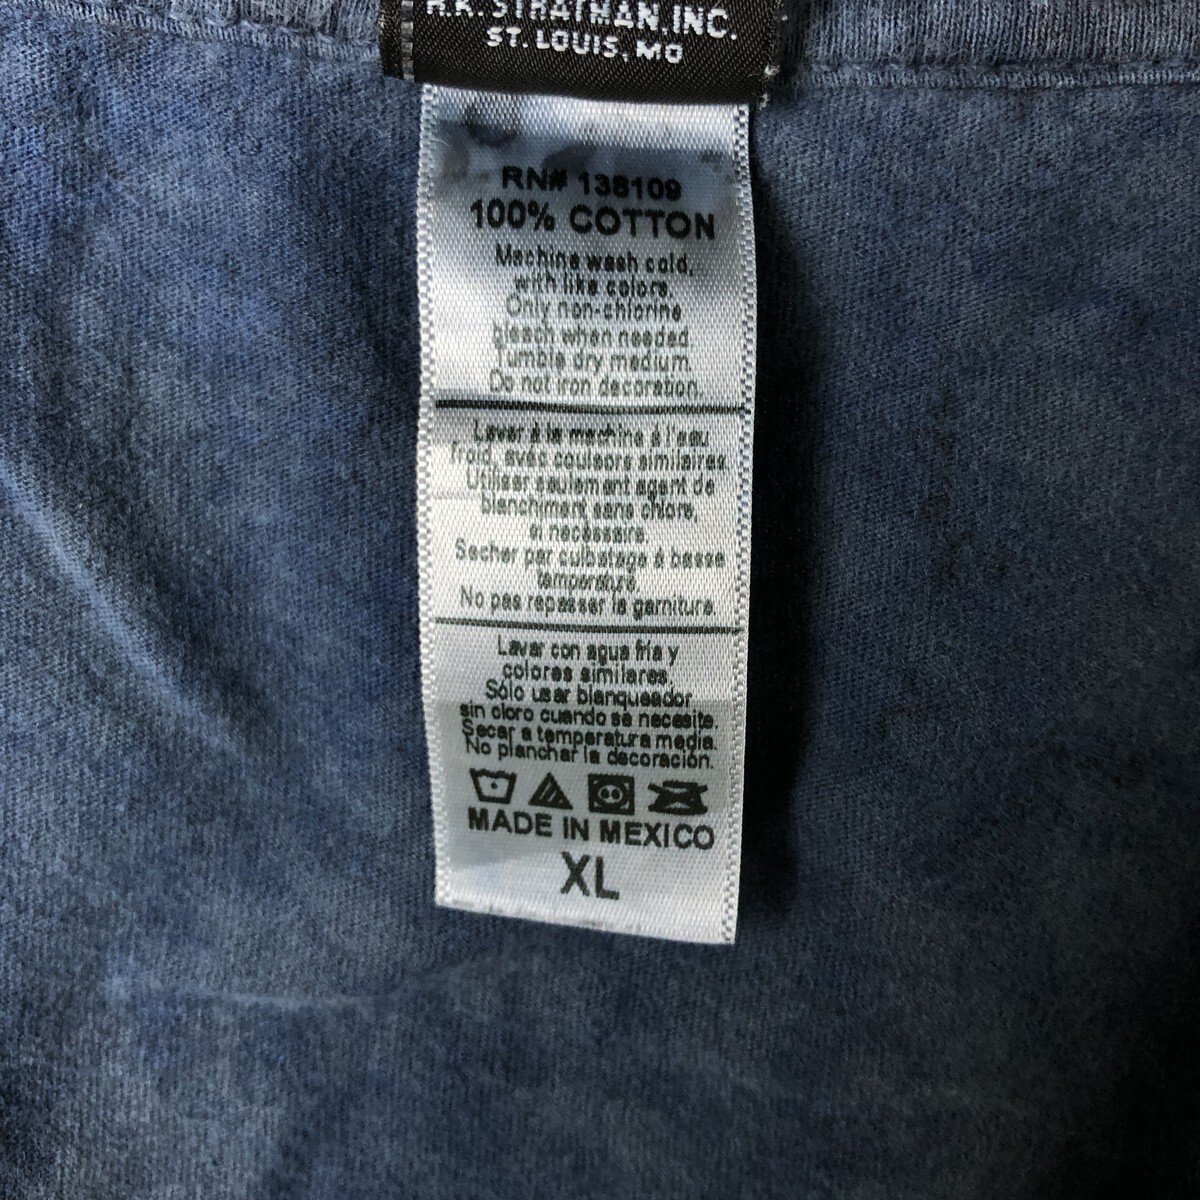 R.K. STRATMAN, INC.
ST. LOUIS, MO
RN# 138109
100% COTTON
Machine wash cold,
with like colors.
Only non-chlorine
bleach when needed
Tumble dry medium.
Do not iron decoration.
Laver à la machine à l'eau
froid, avec couleurs similaires.
Utiliser seulement agent de
blanchiment sans chlore,
si necessaire.
Secher par culbatage à basse
temperature.
No pas repasser la garniture.
Lavar con agua fría y
colores similares.
Sólo usar blanqueador
sin cloro cuando se necesite.
Secar a temperatura media.
No planchar la decoración.
MADE IN MEXICO
XL